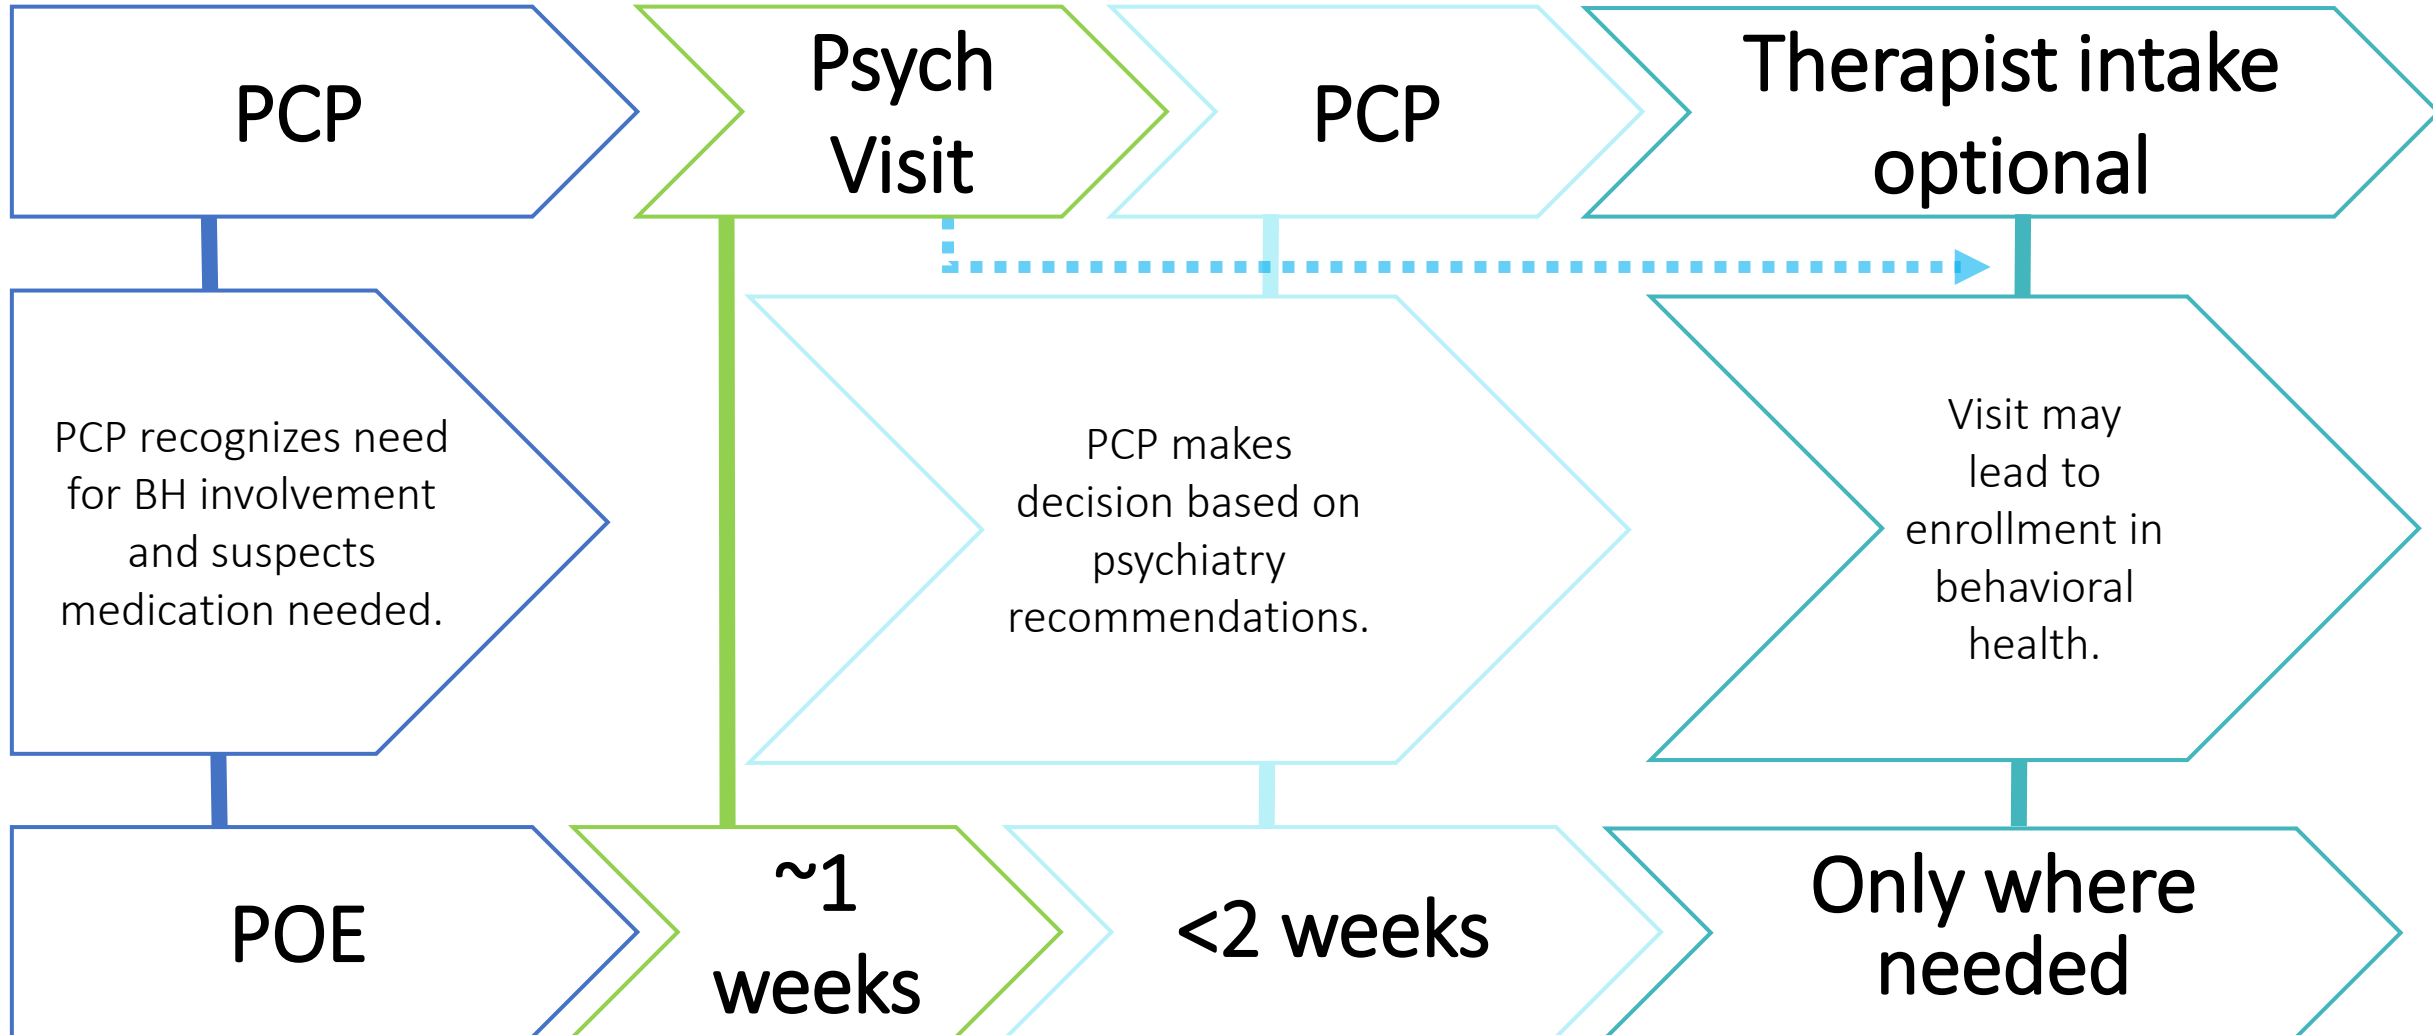 PCP
Psych
Visit
PCP
Therapist intake
optional
PCP recognizes need
for BH involvement
and suspects
medication needed.
PCP makes
decision based on
psychiatry
recommendations.
Visit may
lead to
enrollment in
behavioral
health.
POE
~1
weeks
<2 weeks
Only where
needed